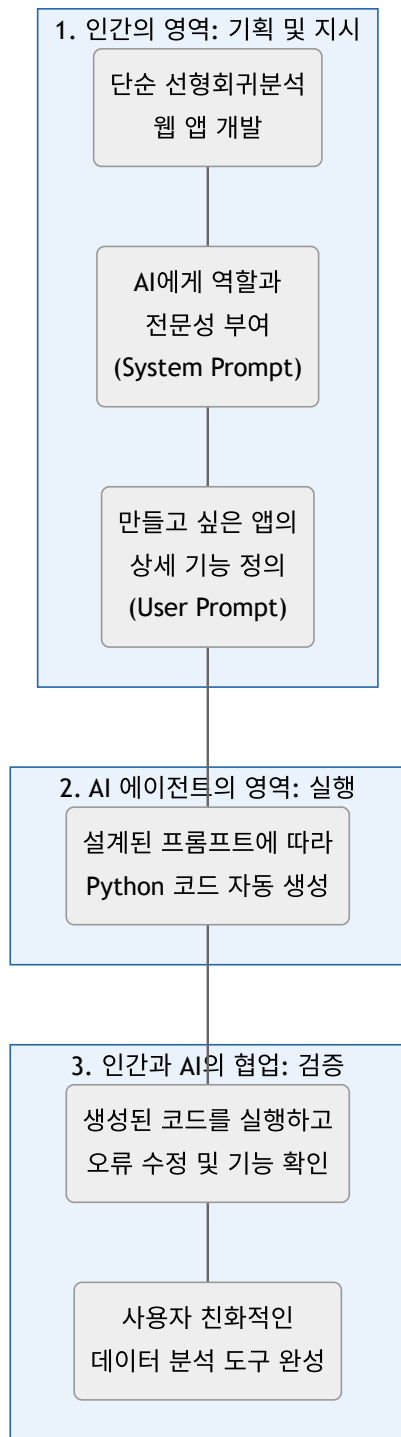 1. 인간의 영역: 기획 및 지시
단순 선형회귀분석
웹 앱 개발
AI에게 역할과
전문성 부여
(System Prompt)
만들고 싶은 앱의
상세 기능 정의
(User Prompt)
2. AI 에이전트의 영역: 실행
설계된 프롬프트에 따라
Python 코드 자동 생성
3. 인간과 AI의 협업: 검증
생성된 코드를 실행하고
오류 수정 및 기능 확인
사용자 친화적인
데이터 분석 도구 완성